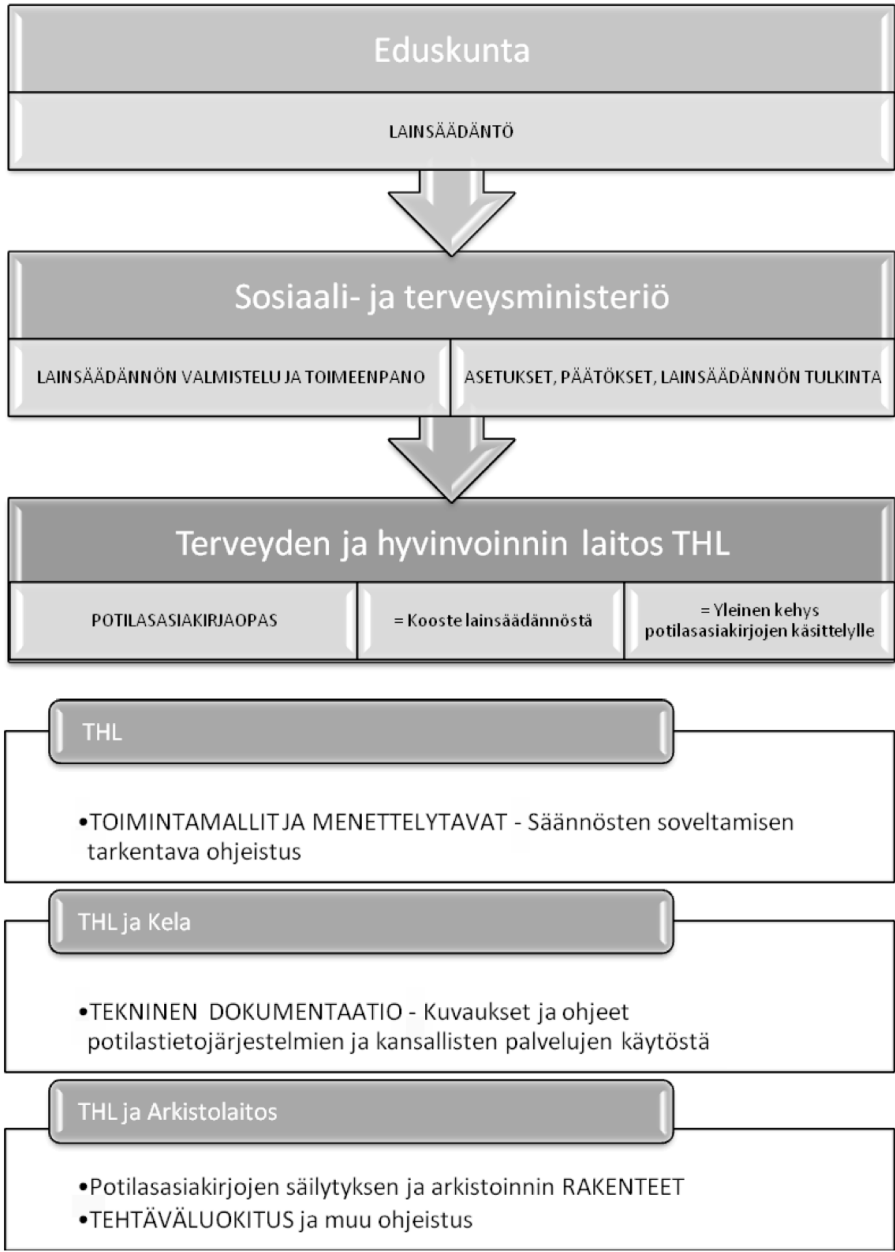 Eduskunta
LAINSÄÄDÄNTÖ
Sosiaali- ja terveysministeriö
LAINSÄÄDÄNNÖN VALMISTELU JA TOIMEENPANO
ASETUKSET, PÄÄTÖKSET, LAINSÄÄDÄNNÖN TULKINTA
Terveyden ja hyvinvoinnin laitos THL
POTILASASIAKIRJAOPAS
= Kooste lainsäädännöstä
= Yleinen kehys
potilasasiakirjojen käsittelylle
THL
•TOIMINTAMALLIT JA MENETTELYTAVAT - Säännösten soveltamisen
tarkentava ohjeistus
THL ja Kela
•TEKNINEN DOKUMENTAATIO - Kuvaukset ja ohjeet
potilastietojärjestelmien ja kansallisten palvelujen käytöstä
THL ja Arkistolaitos
•Potilasasiakirjojen säilytyksen ja arkistoinnin RAKENTEET
•TEHTÄVÄLUOKITUS ja muu ohjeistus